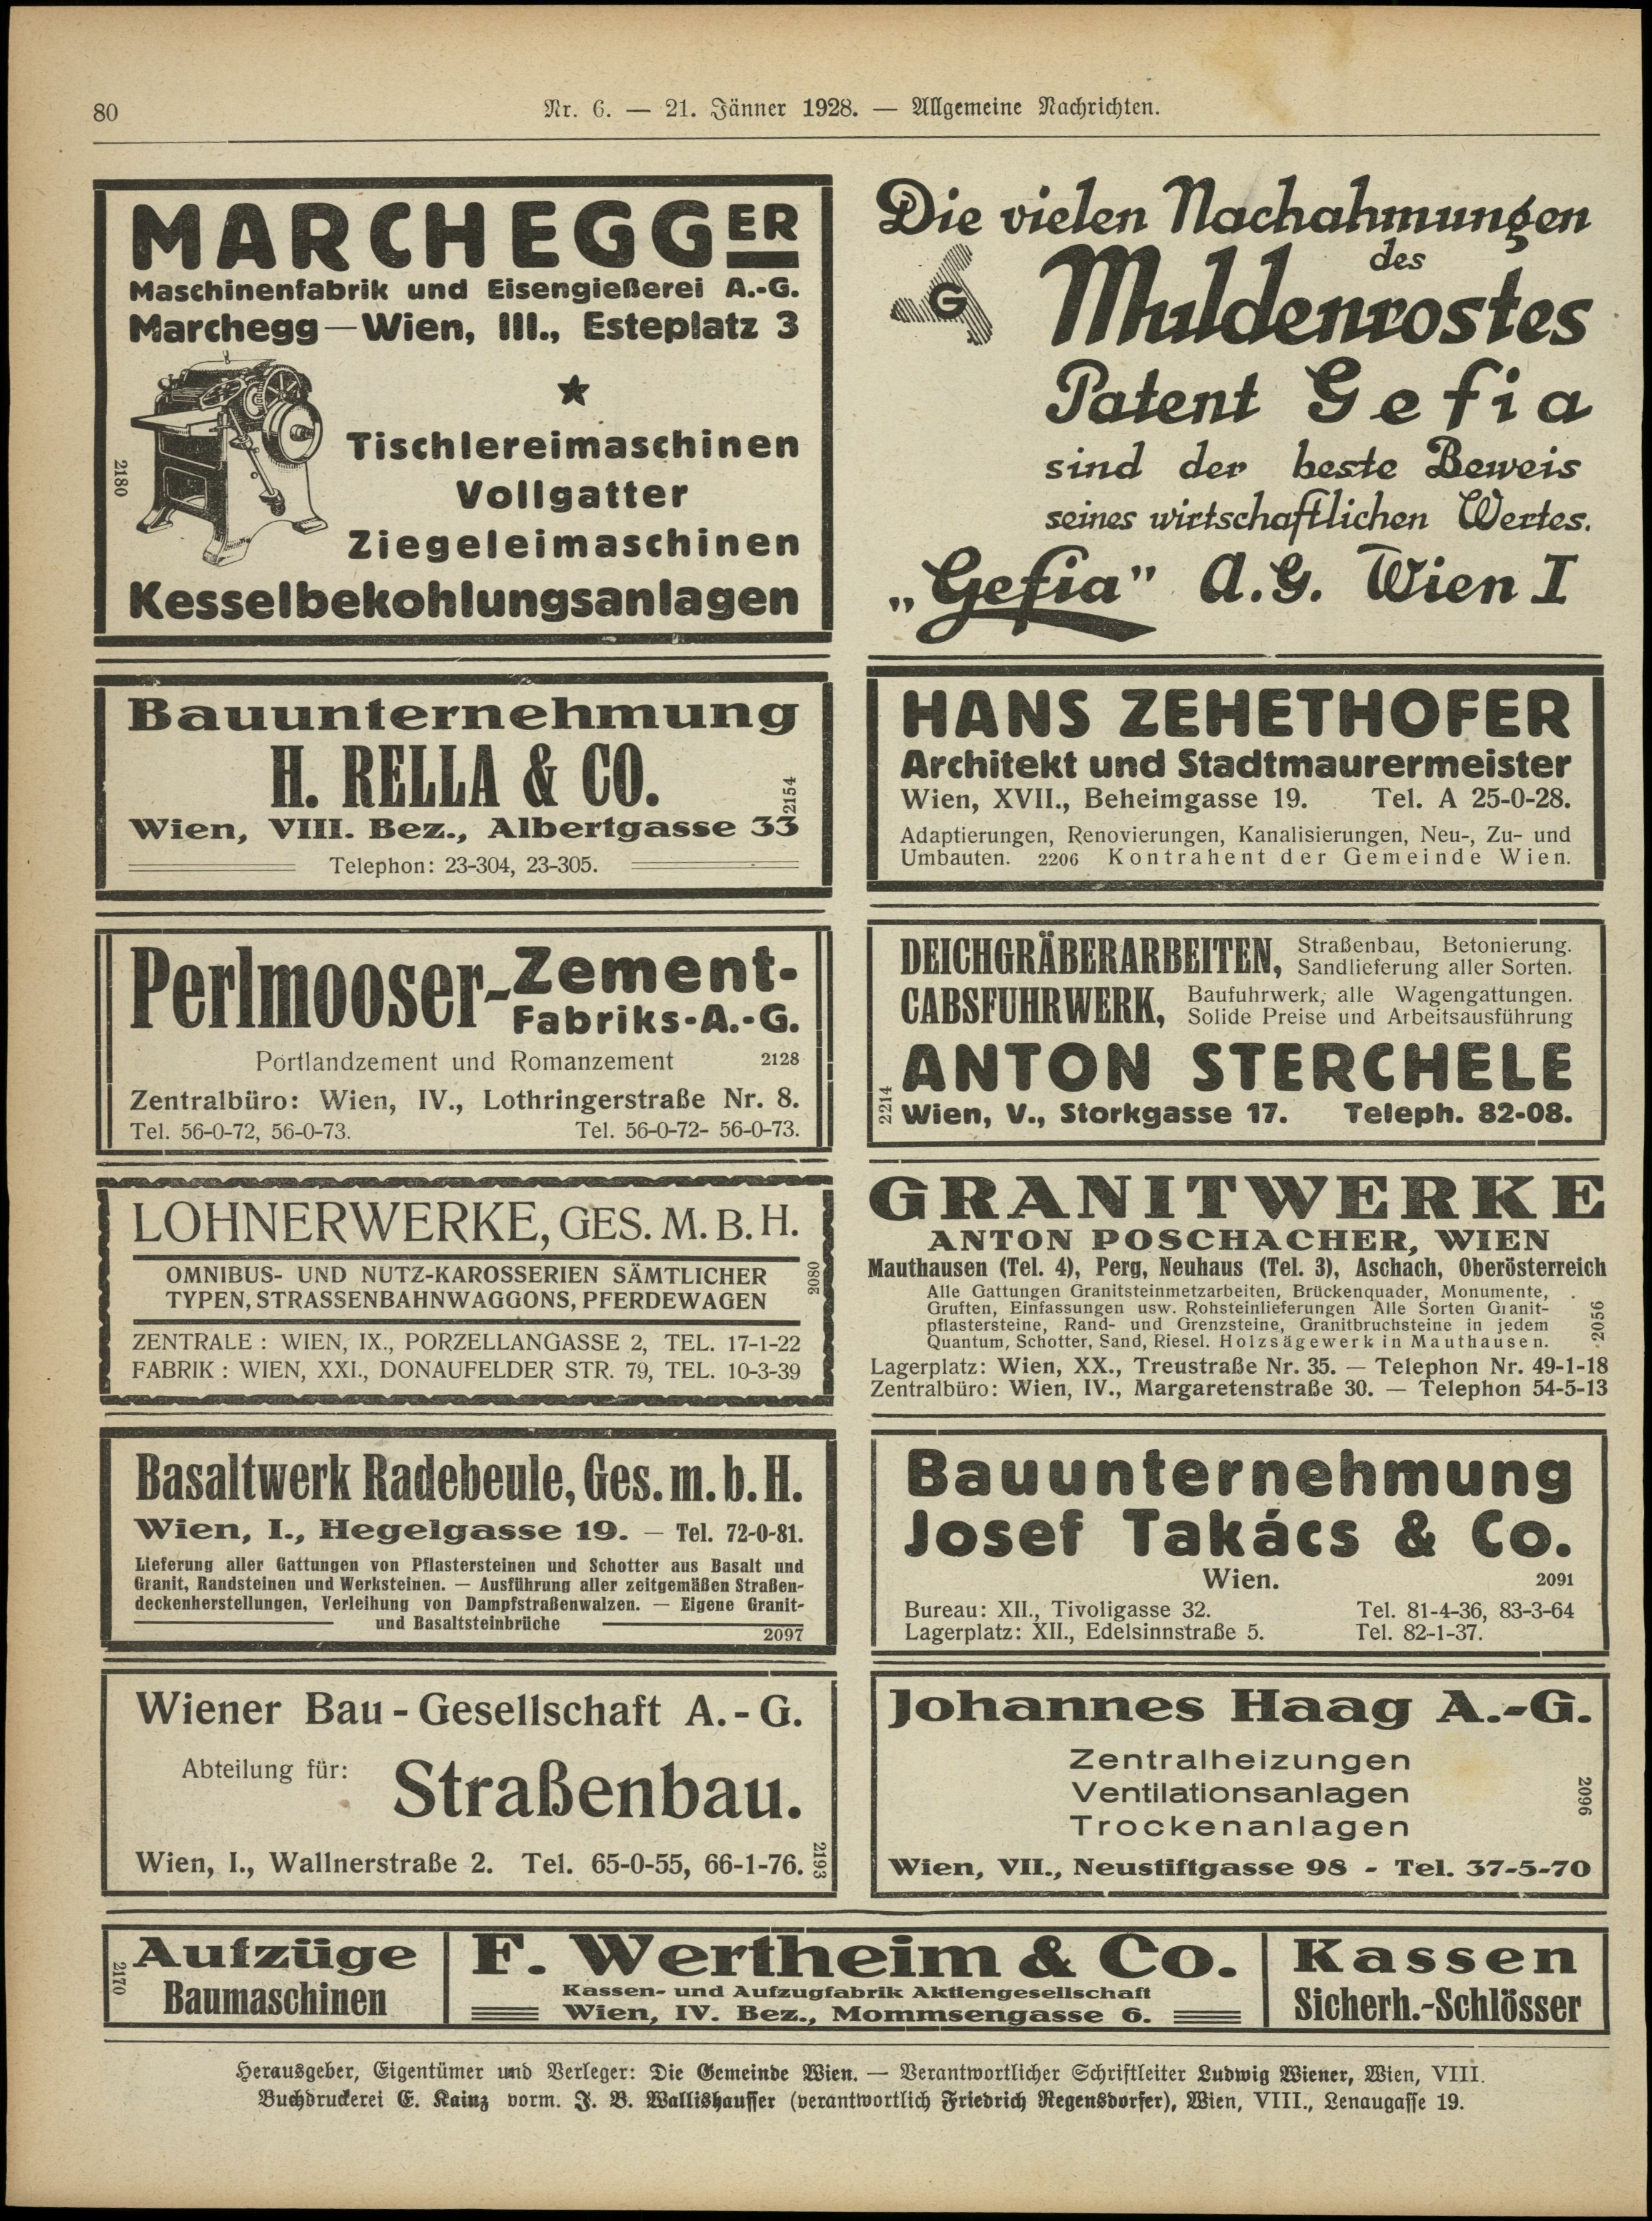 80
Nr. 6. — 21. Jänner 1928. — Allgemeine Nachrichten.
MARCHEGGER
Maschinenfabrik und Eisengießerei A.-G.
Marchegg—Wien, III., Esteplatz 3
2180
Tischlereimaschinen
Vollgatter
Ziegeleimaschinen
Kesselbekohlungsanlagen
Die vielen Nachahmungen
des
G
Muldenrostes
Patent Gefia
sind der beste Beweis
seines wirtschaftlichen Wertes.
„Gefia" A.G. Wien I
Bauunternehmung
H. RELLA & CO.
2154
Wien, VIII. Bez., Albertgasse 33
Telephon: 23-304, 23-305.
HANS ZEHETHOFER
Architekt und Stadtmaurermeister
Wien, XVII., Beheimgasse 19. Tel. A 25-0-28.
Adaptierungen, Renovierungen, Kanalisierungen, Neu-, Zu- und
Umbauten. 2206 Kontrahent der Gemeinde Wien.
Perlmooser-Zement-
Fabriks-A.-G.
Portlandzement und Romanzement 2128
Zentralbüro: Wien, IV., Lothringerstraße Nr. 8.
Tel. 56-0-72, 56-0-73. Tel. 56-0-72- 56-0-73.
DEICHGRÄBERARBEITEN, Straßenbau, Betonierung.
Sandlieferung aller Sorten.
CABSFUHRWERK, Baufuhrwerk, alle Wagengattungen.
Solide Preise und Arbeitsausführung
ANTON STERCHELE
2214
Wien, V., Storkgasse 17. Teleph. 82-08.
LOHNERWERKE, GES. M. B. H.
OMNIBUS- UND NUTZ-KAROSSERIEN SÄMTLICHER
TYPEN, STRASSENBAHNWAGGONS, PFERDEWAGEN
2080
ZENTRALE : WIEN, IX., PORZELLANGASSE 2, TEL. 17-1-22
FABRIK : WIEN, XXI., DONAUFELDER STR. 79, TEL. 10-3-39
GRANITWERKE
ANTON POSCHACHER, WIEN
Mauthausen (Tel. 4), Perg, Neuhaus (Tel. 3), Aschach, Oberösterreich
Alle Gattungen Granitsteinmetzarbeiten, Brückenquader, Monumente,
Gruften, Einfassungen usw. Rohsteinlieferungen Alle Sorten Granit-
pflastersteine, Rand- und Grenzsteine, Granitbruchsteine in jedem
Quantum, Schotter, Sand, Riesel. Holzsägewerk in Mauthausen.
2056
Lagerplatz: Wien, XX., Treustraße Nr. 35. — Telephon Nr. 49-1-18
Zentralbüro: Wien, IV., Margaretenstraße 30. — Telephon 54-5-13
Basaltwerk Radebeule, Ges. m. b. H.
Wien, I., Hegelgasse 19. — Tel. 72-0-81.
Lieferung aller Gattungen von Pflastersteinen und Schotter aus Basalt und
Granit, Randsteinen und Werksteinen. — Ausführung aller zeitgemäßen Straßen-
deckenherstellungen, Verleihung von Dampfstraßenwalzen. — Eigene Granit-
und Basaltsteinbrüche
2097
Bauunternehmung
Josef Takács & Co.
Wien. 2091
Bureau: XII., Tivoligasse 32. Tel. 81-4-36, 83-3-64
Lagerplatz: XII., Edelsinnstraße 5. Tel. 82-1-37.
Wiener Bau-Gesellschaft A.-G.
Abteilung für: Straßenbau.
Wien, I., Wallnerstraße 2. Tel. 65-0-55, 66-1-76.
2193
Johannes Haag A.-G.
Zentralheizungen
Ventilationsanlagen
Trockenanlagen
2096
Wien, VII., Neustiftgasse 98 - Tel. 37-5-70
2170
Aufzüge
Baumaschinen
F. Wertheim & Co.
Kassen- und Aufzugfabrik Aktiengesellschaft
Wien, IV. Bez., Mommsengasse 6.
Kassen
Sicherh.-Schlösser
Herausgeber, Eigentümer und Verleger: Die Gemeinde Wien. — Verantwortlicher Schriftleiter Ludwig Wiener, Wien, VIII.
Buchdruckerei E. Kainz vorm. J. B. Wallishausser (verantwortlich Friedrich Regensdorfer), Wien, VIII., Lenaugasse 19.